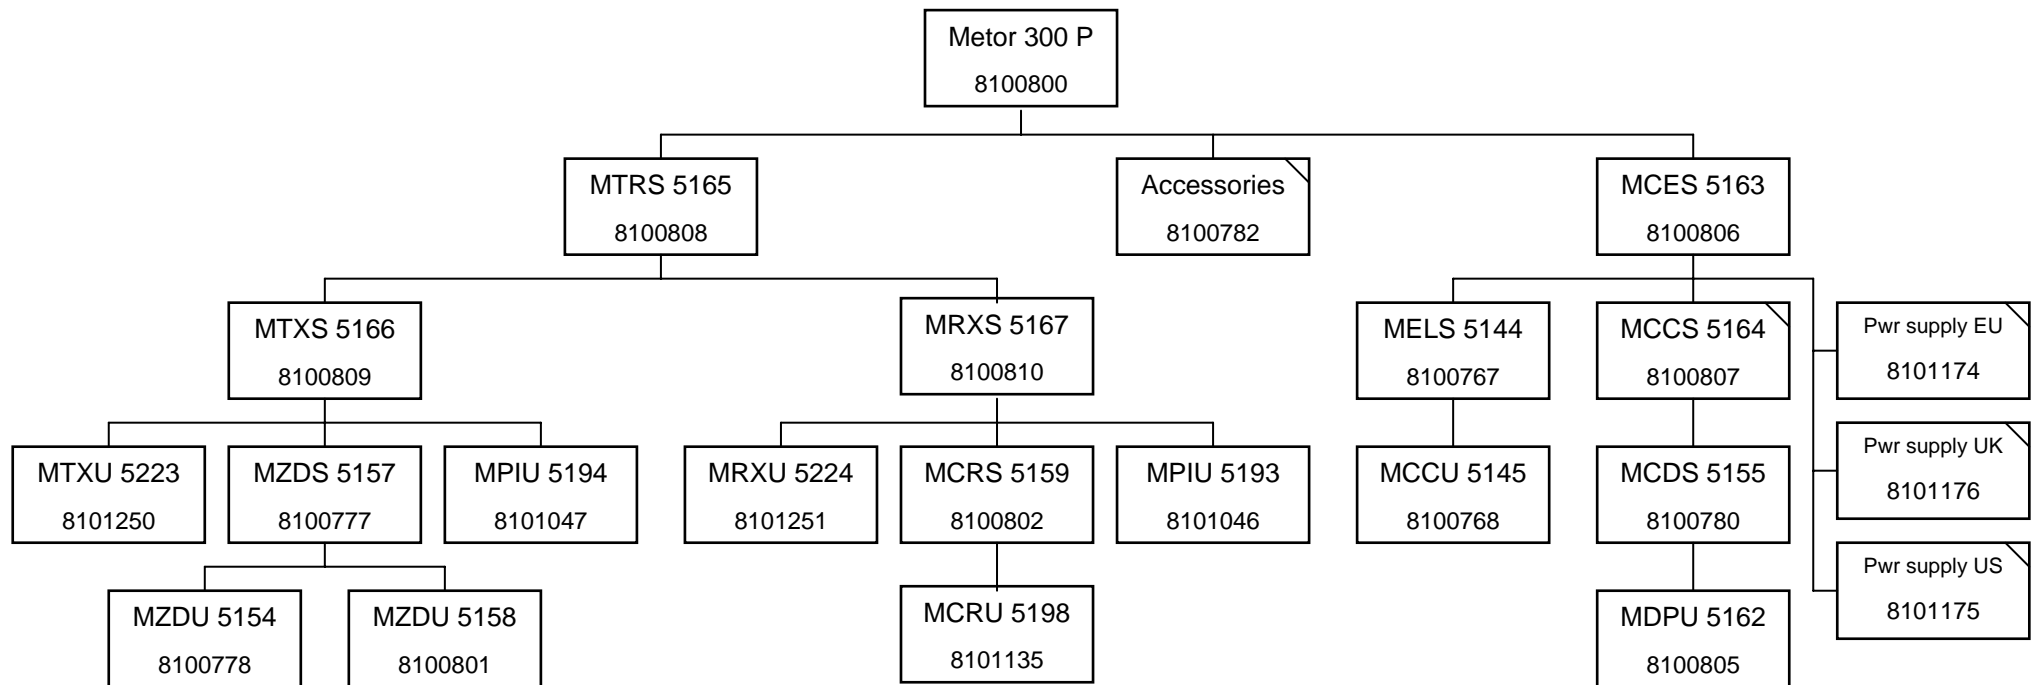 Metor 300 P
8100800
MTRS 5165
8100808
Accessories
8100782
MCES 5163
8100806
MTXS 5166
8100809
MRXS 5167
8100810
MELS 5144
8100767
MCCS 5164
8100807
Pwr supply EU
8101174
MTXU 5223
8101250
MZDS 5157
8100777
MPIU 5194
8101047
MRXU 5224
8101251
MCRS 5159
8100802
MPIU 5193
8101046
MCCU 5145
8100768
MCDS 5155
8100780
Pwr supply UK
8101176
MZDU 5154
8100778
MZDU 5158
8100801
MCRU 5198
8101135
MDPU 5162
8100805
Pwr supply US
8101175